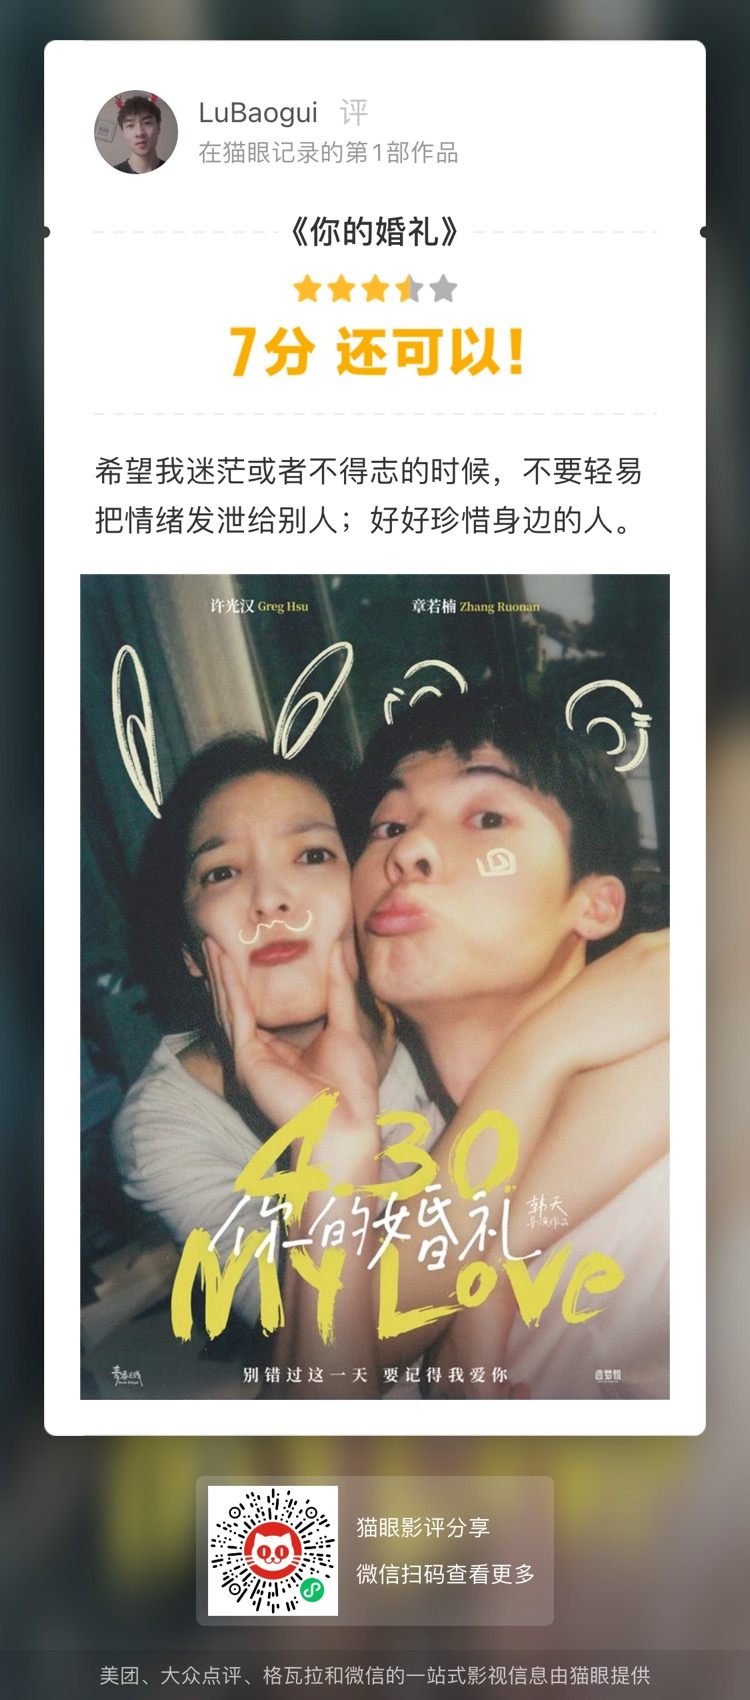 LuBaogui 评
在猫眼记录的第1部作品
《你的婚礼》
7分 还可以!
希望我迷茫或者不得志的时候，不要轻易
把情绪发泄给别人；好好珍惜身边的人。
许光汉 Greg Hsu 章若楠 Zhang Ruonan
4.30
你的婚礼
韩天
导演作品
My Love
别错过这一天 要记得我爱你
猫眼影评分享
微信扫码查看更多
美团、大众点评、格瓦拉和微信的一站式影视信息由猫眼提供